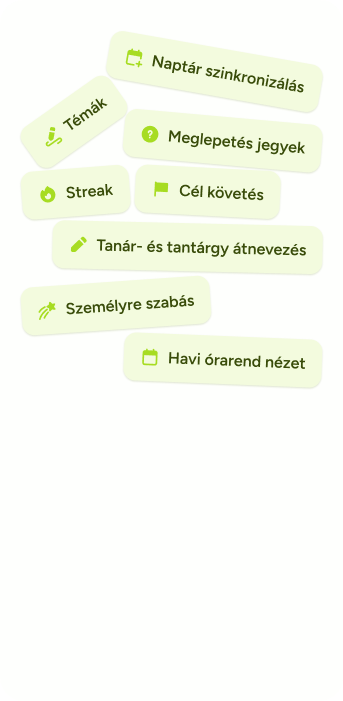 Naptár szinkronizálás
Témák
Meglepetés jegyek
Streak
Cél követés
Tanár- és tantárgy átnevezés
Személyre szabás
Havi órarend nézet